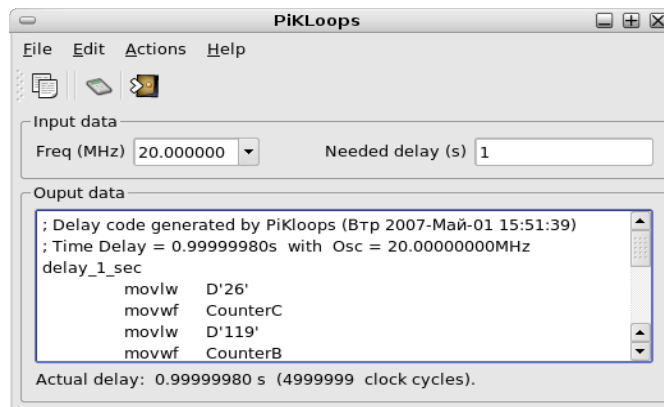 PiKLoops
File Edit Actions Help
Input data
Freq (MHz) 20.000000 Needed delay (s) 1
Ouput data
; Delay code generated by PiKloops (Втр 2007-Май-01 15:51:39)
; Time Delay = 0.99999980s with Osc = 20.00000000MHz
delay_1_sec
movlw D'26'
movwf CounterC
movlw D'119'
movwf CounterB
Actual delay: 0.99999980 s (4999999 clock cycles).